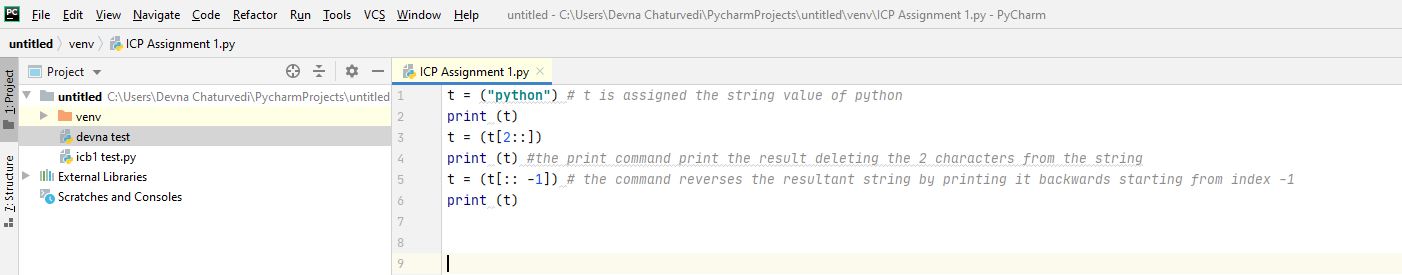 PC File Edit View Navigate Code Refactor Run Tools VCS Window Help untitled - C:\Users\Devna Chaturvedi\PycharmProjects\untitled\venv\ICP Assignment 1.py - PyCharm
untitled venv ICP Assignment 1.py
1: Project
Project
untitled C:\Users\Devna Chaturvedi\PycharmProjects\untitled
venv
devna test
icb1 test.py
External Libraries
Scratches and Consoles
7: Structure
ICP Assignment 1.py
1 t = ("python") # t is assigned the string value of python
2 print (t)
3 t = (t[2::])
4 print (t) #the print command print the result deleting the 2 characters from the string
5 t = (t[:: -1]) # the command reverses the resultant string by printing it backwards starting from index -1
6 print (t)
7
8
9